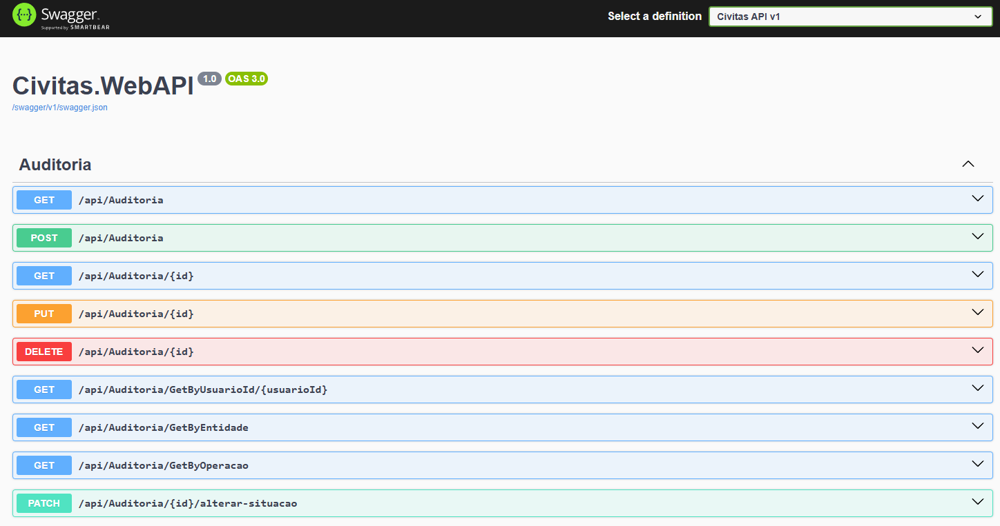 Swagger
Supported by SMARTBEAR
Select a definition
Civitas API v1
Civitas.WebAPI 1.0 OAS 3.0
/swagger/v1/swagger.json
Auditoria
GET /api/Auditoria
POST /api/Auditoria
GET /api/Auditoria/{id}
PUT /api/Auditoria/{id}
DELETE /api/Auditoria/{id}
GET /api/Auditoria/GetByUsuarioId/{usuarioId}
GET /api/Auditoria/GetByEntidade
GET /api/Auditoria/GetByOperacao
PATCH /api/Auditoria/{id}/alterar-situacao